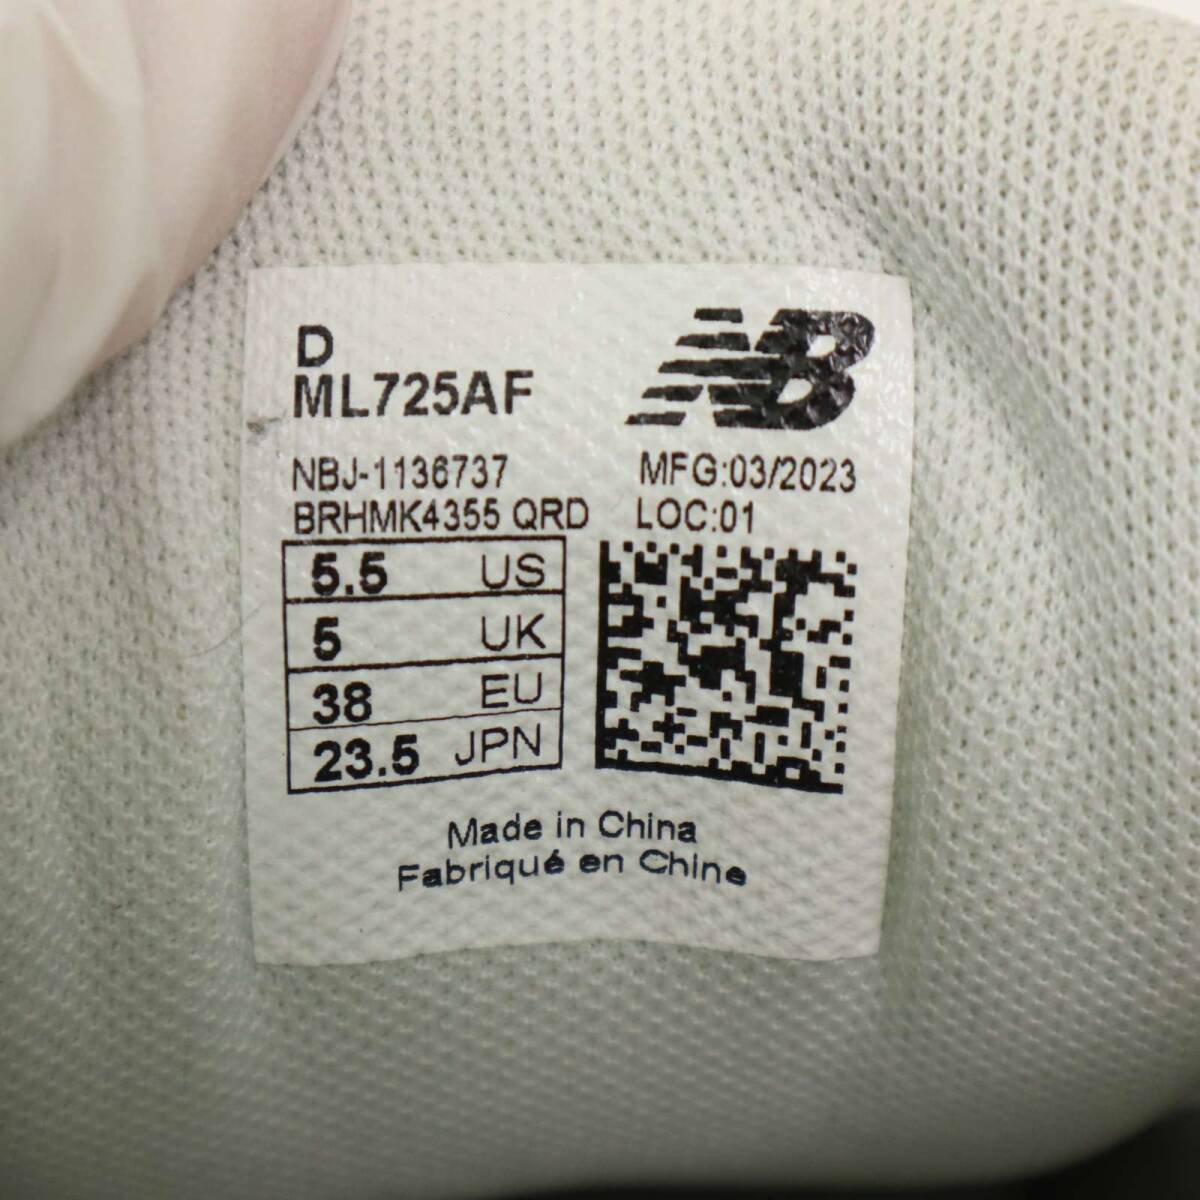 D
ML725AF
NB
NBJ-1136737 MFG:03/2023
BRHMK4355 QRD LOC:01
5.5 US
5 UK
38 EU
23.5 JPN
Made in China
Fabriqué en Chine